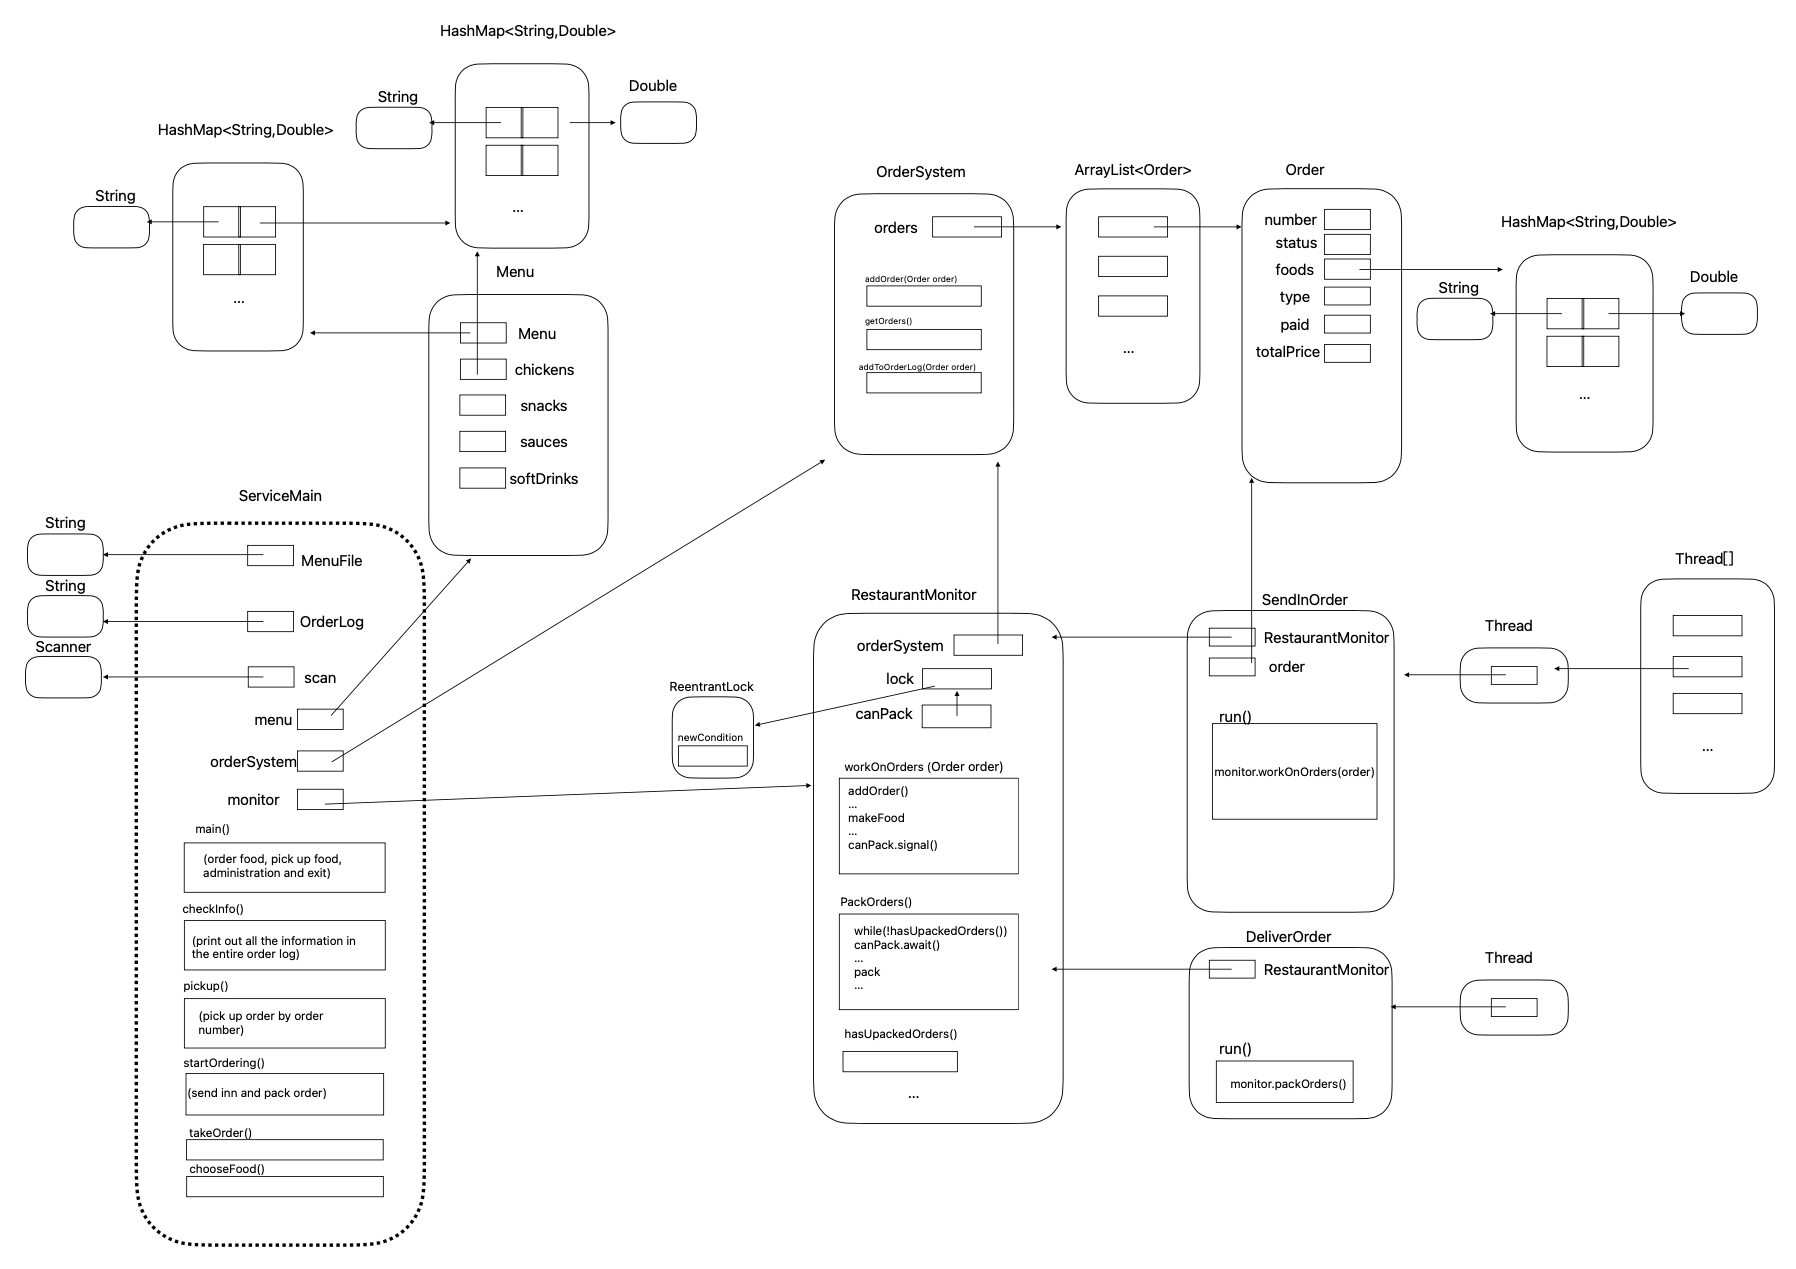 HashMap<String,Double>
String
Double
...
HashMap<String,Double>
String
...
Menu
Menu
chickens
snacks
sauces
softDrinks
OrderSystem
orders
addOrder(Order order)
getOrders()
addToOrderLog(Order order)
ArrayList<Order>
...
Order
number
status
foods
type
paid
totalPrice
HashMap<String,Double>
String
Double
...
ServiceMain
String
MenuFile
String
OrderLog
Scanner
scan
menu
orderSystem
monitor
main()
(order food, pick up food,
administration and exit)
checkInfo()
(print out all the information in
the entire order log)
pickup()
(pick up order by order
number)
startOrdering()
(send inn and pack order)
takeOrder()
chooseFood()
RestaurantMonitor
orderSystem
lock
canPack
ReentrantLock
newCondition
workOnOrders (Order order)
addOrder()
...
makeFood
...
canPack.signal()
PackOrders()
while(!hasUpackedOrders())
canPack.await()
...
pack
...
hasUpackedOrders()
...
SendInOrder
RestaurantMonitor
order
run()
monitor.workOnOrders(order)
Thread
Thread[]
...
DeliverOrder
RestaurantMonitor
run()
monitor.packOrders()
Thread